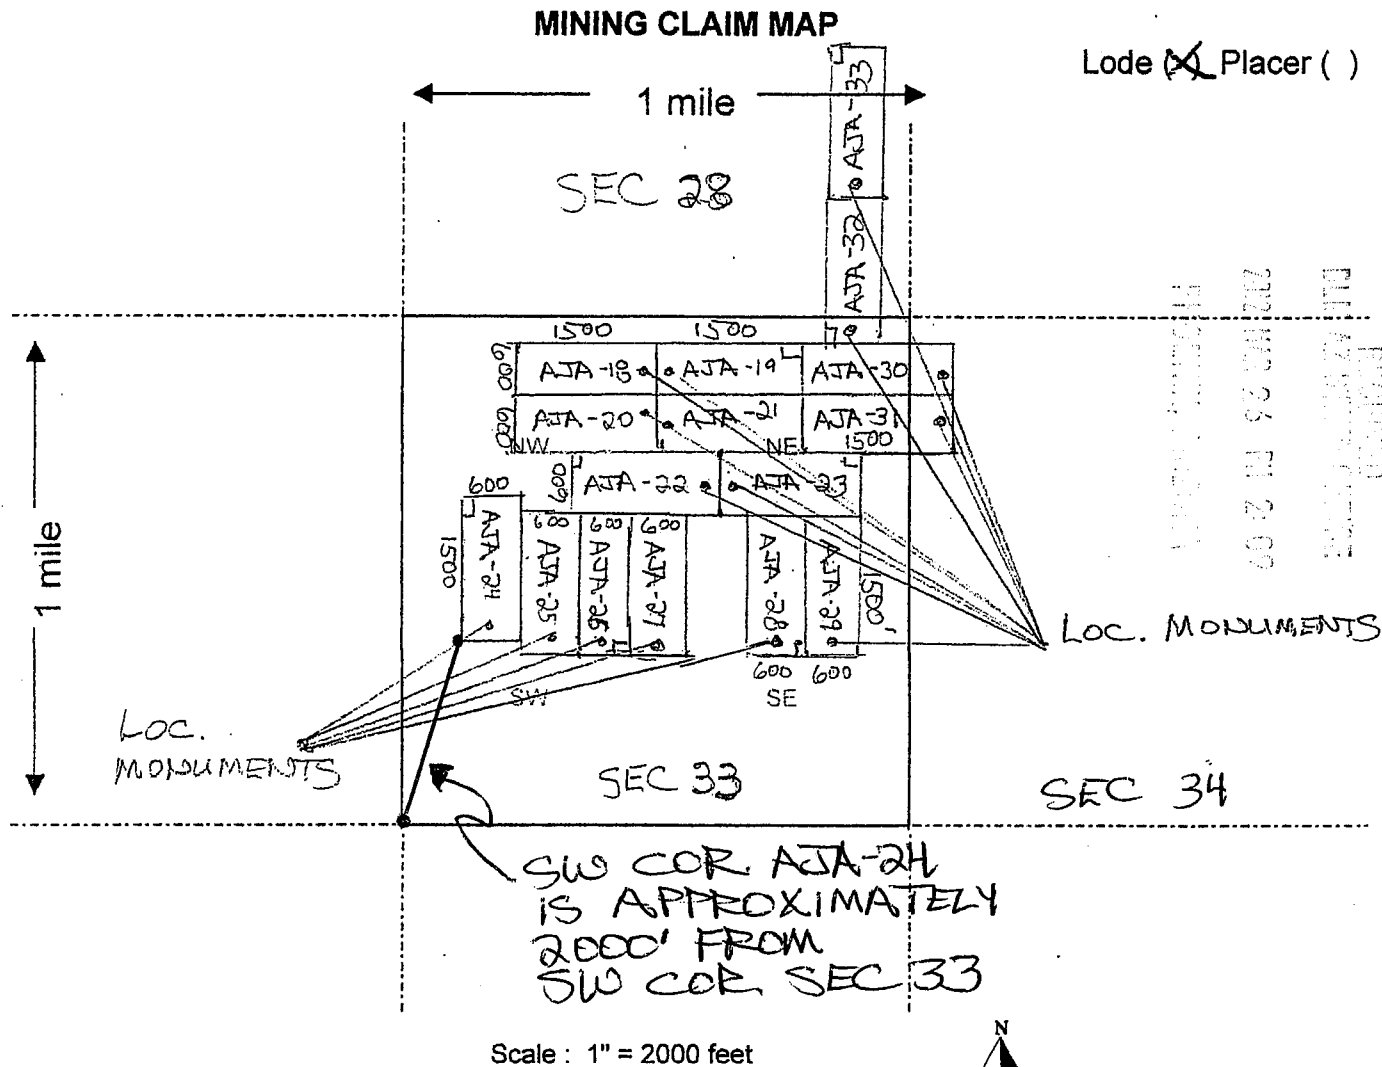 MINING CLAIM MAP
Lode (X) Placer ( )
1 mile
AJA-33
SEC 28
AJA-32
1500 1500
600 AJA-18 AJA-19 AJA-30
600 AJA-20 AJA-21 AJA-31
NW NE 1500
600 AJA-22 AJA-23
600
1500 AJA-24
600 600 600
AJA-25 AJA-26 AJA-27 AJA-28 AJA-29 1500'
1 mile
LOC. MONUMENTS
600 600
SW SE
LOC.
MONUMENTS
SEC 33
SEC 34
SW COR AJA-24
IS APPROXIMATELY
2000' FROM
SW COR SEC 33
N
Scale : 1" = 2000 feet